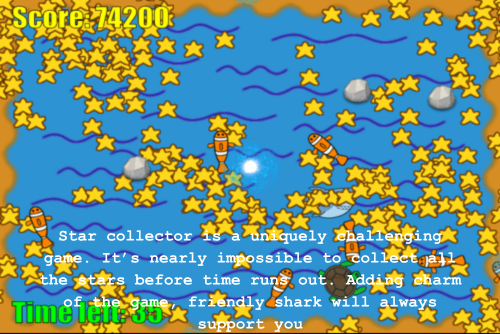 Score: 74200
Star collector is a uniquely challenging
game. It’s nearly impossible to collect all
the stars before time runs out. Adding charm
of the game, friendly shark will always
support you
Time left: 35